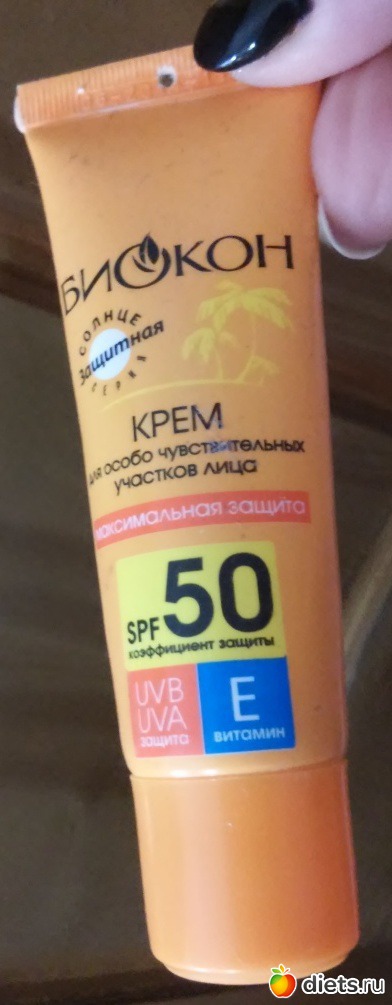 БИОКОН
СОЛНЦЕ
Защитная
СЕРИЯ
КРЕМ
для особо чувствительных
участков лица
максимальная защита
SPF 50
коэффициент защиты
UVB
UVA
защита
E
витамин
diets.ru